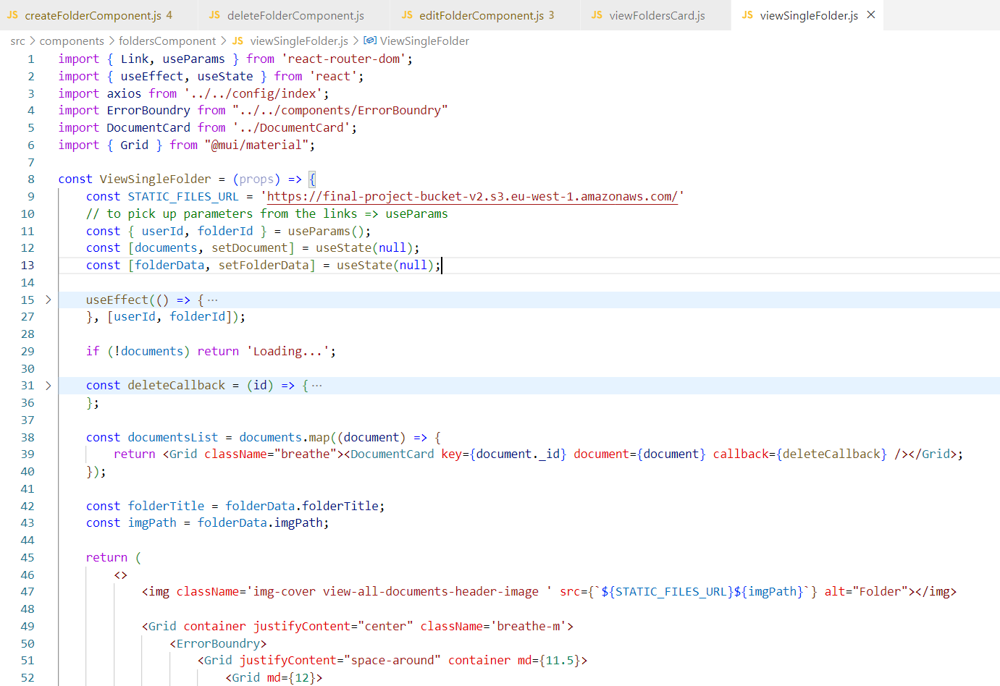 JS createFolderComponent.js 4 JS deleteFolderComponent.js JS editFolderComponent.js 3 JS viewFoldersCard.js JS viewSingleFolder.js ×
src > components > foldersComponent > JS viewSingleFolder.js > ViewSingleFolder
1 import { Link, useParams } from 'react-router-dom';
2 import { useEffect, useState } from 'react';
3 import axios from '../../config/index';
4 import ErrorBoundry from "../../components/ErrorBoundry"
5 import DocumentCard from '../DocumentCard';
6 import { Grid } from "@mui/material";
7
8 const ViewSingleFolder = (props) => {
9 const STATIC_FILES_URL = 'https://final-project-bucket-v2.s3.eu-west-1.amazonaws.com/'
10 // to pick up parameters from the links => useParams
11 const { userId, folderId } = useParams();
12 const [documents, setDocument] = useState(null);
13 const [folderData, setFolderData] = useState(null);
14
15 > useEffect(() => { ···
27 }, [userId, folderId]);
28
29 if (!documents) return 'Loading...';
30
31 > const deleteCallback = (id) => { ···
36 };
37
38 const documentsList = documents.map((document) => {
39 return <Grid className="breathe"><DocumentCard key={document._id} document={document} callback={deleteCallback} /></Grid>;
40 });
41
42 const folderTitle = folderData.folderTitle;
43 const imgPath = folderData.imgPath;
44
45 return (
46 <>
47 <img className='img-cover view-all-documents-header-image ' src={`${STATIC_FILES_URL}${imgPath}`} alt="Folder"></img>
48
49 <Grid container justifyContent="center" className='breathe-m'>
50 <ErrorBoundry>
51 <Grid justifyContent="space-around" container md={11.5}>
52 <Grid md={12}>